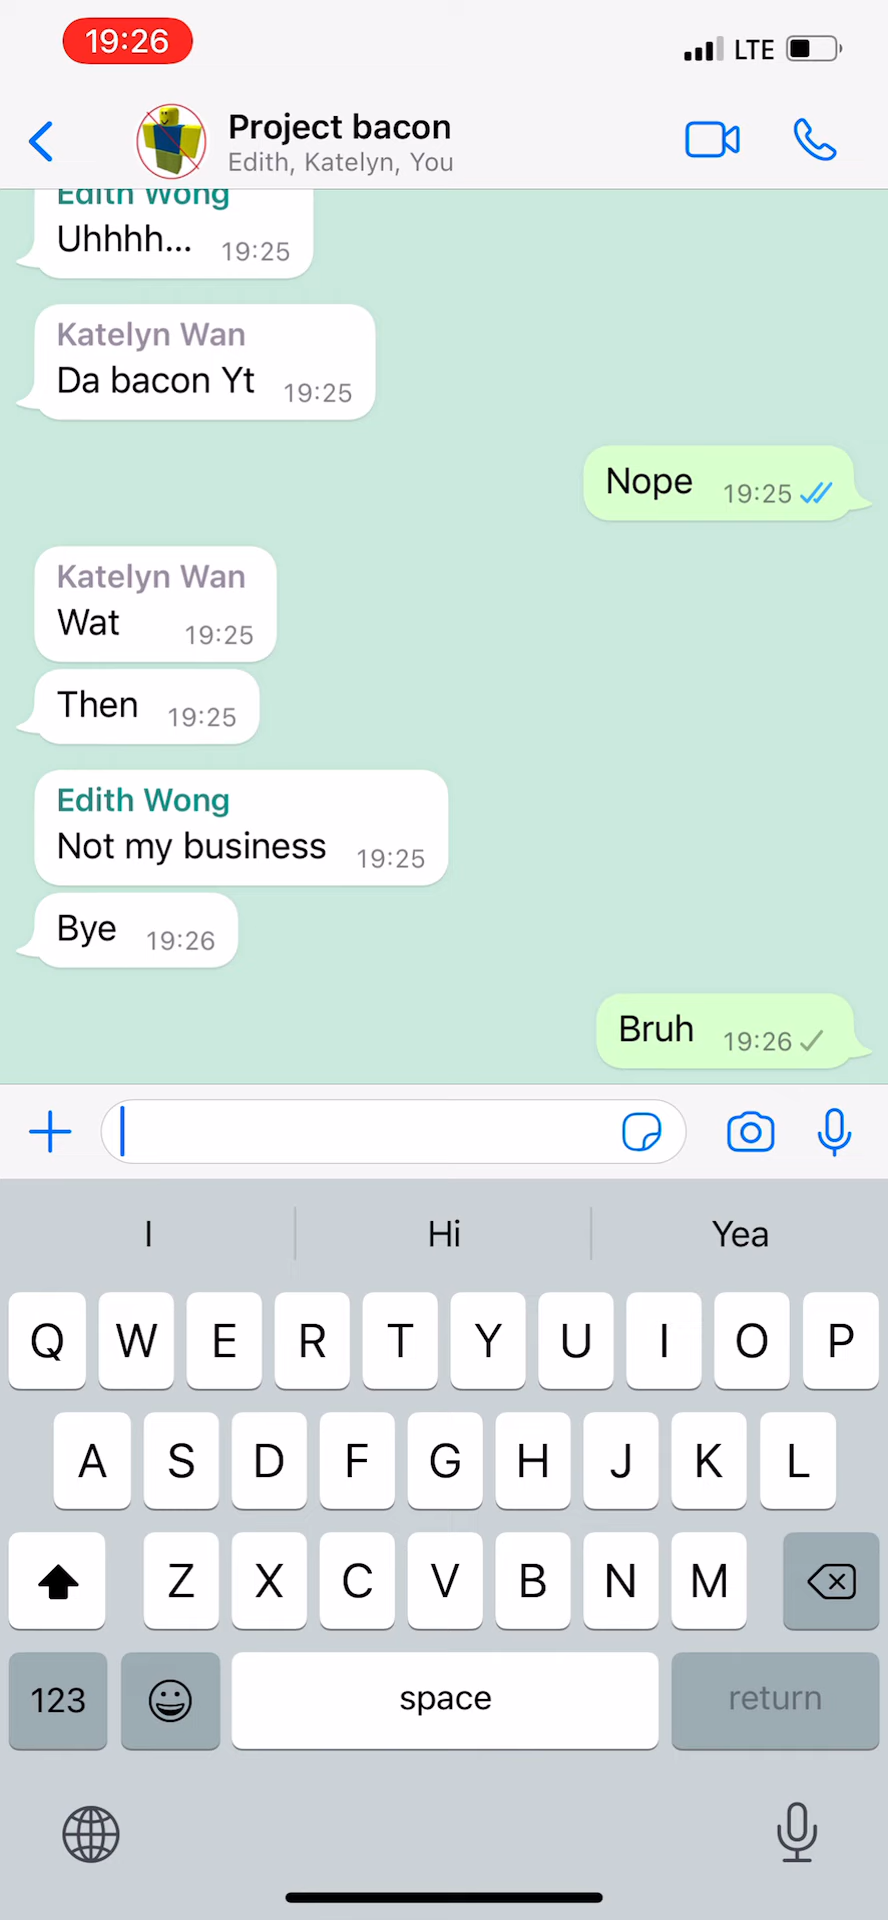 19:26
LTE
Project bacon
Edith, Katelyn, You
Edith Wong
Uhhhh... 19:25
Katelyn Wan
Da bacon Yt 19:25
Nope 19:25
Katelyn Wan
Wat 19:25
Then 19:25
Edith Wong
Not my business 19:25
Bye 19:26
Bruh 19:26
I Hi Yea
Q W E R T Y U I O P
A S D F G H J K L
Z X C V B N M
123 space return